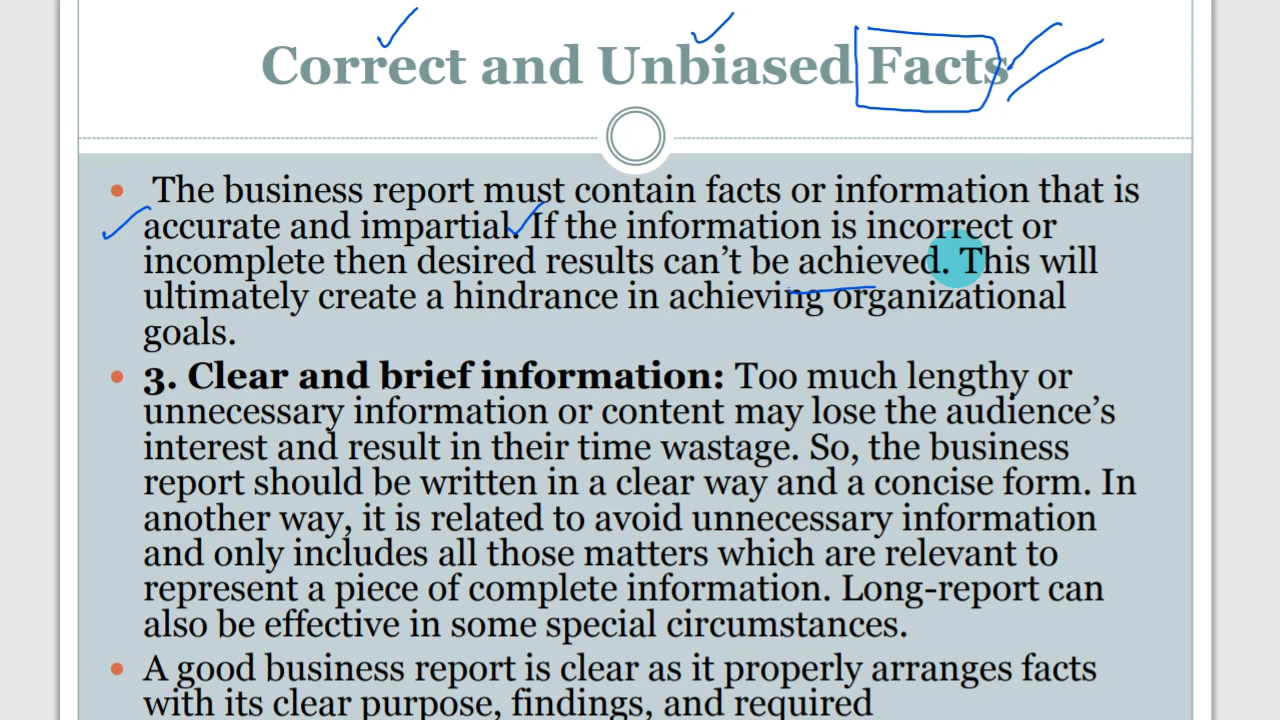 Correct and Unbiased Facts
The business report must contain facts or information that is
accurate and impartial. If the information is incorrect or
incomplete then desired results can’t be achieved. This will
ultimately create a hindrance in achieving organizational
goals.
3. Clear and brief information: Too much lengthy or
unnecessary information or content may lose the audience’s
interest and result in their time wastage. So, the business
report should be written in a clear way and a concise form. In
another way, it is related to avoid unnecessary information
and only includes all those matters which are relevant to
represent a piece of complete information. Long-report can
also be effective in some special circumstances.
A good business report is clear as it properly arranges facts
with its clear purpose, findings, and required